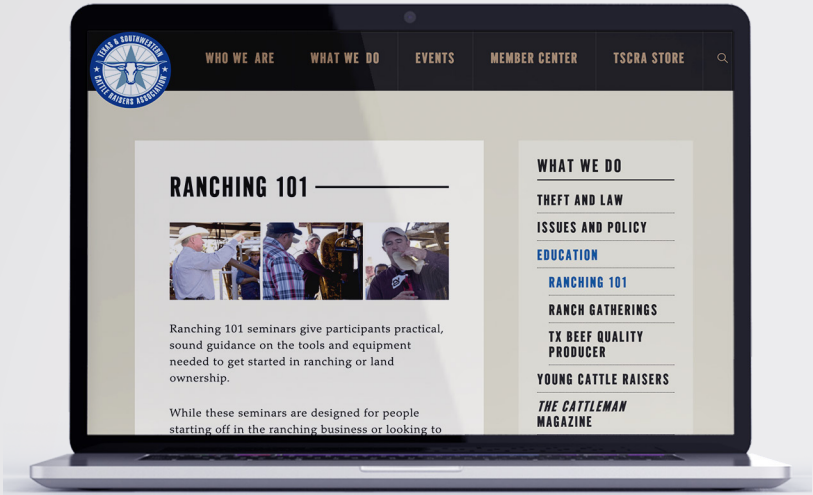 TEXAS & SOUTHWESTERN
CATTLE RAISERS ASSOCIATION
WHO WE ARE
WHAT WE DO
EVENTS
MEMBER CENTER
TSCRA STORE
RANCHING 101
Ranching 101 seminars give participants practical,
sound guidance on the tools and equipment
needed to get started in ranching or land
ownership.
While these seminars are designed for people
starting off in the ranching business or looking to
WHAT WE DO
THEFT AND LAW
ISSUES AND POLICY
EDUCATION
RANCHING 101
RANCH GATHERINGS
TX BEEF QUALITY
PRODUCER
YOUNG CATTLE RAISERS
THE CATTLEMAN
MAGAZINE